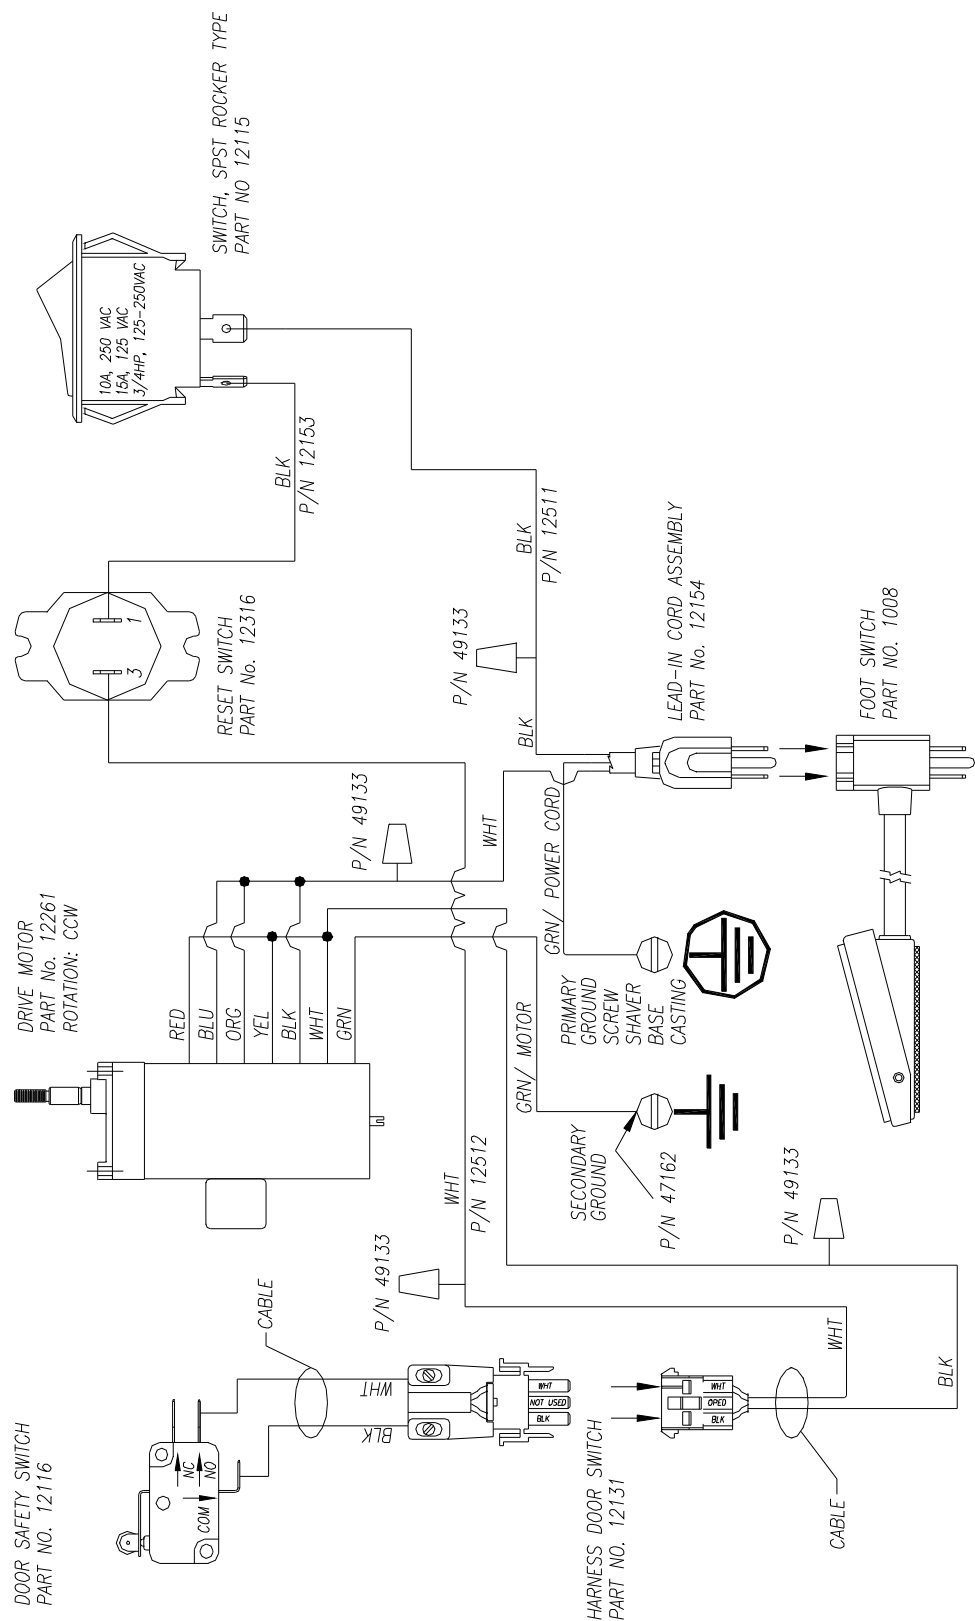 DOOR SAFETY SWITCH
PART NO. 12116
COM
NC
NO
CABLE
WHT
BLK
WHT
NOT USED
BLK
HARNESS DOOR SWITCH
PART NO. 12131
WHT
OPED
BLK
CABLE
WHT
BLK
P/N 49133
P/N 49133
WHT
P/N 12512
DRIVE MOTOR
PART No. 12261
ROTATION: CCW
RED
BLU
ORG
YEL
BLK
WHT
GRN
GRN/ MOTOR
SECONDARY
GROUND
P/N 47162
PRIMARY
GROUND
SCREW
SHAVER
BASE
CASTING
GRN/ POWER CORD
WHT
P/N 49133
RESET SWITCH
PART No. 12316
3
1
BLK
P/N 12153
SWITCH, SPST ROCKER TYPE
PART NO 12115
10A, 250 VAC
15A, 125 VAC
3/4HP, 125-250VAC
BLK
P/N 49133
BLK
P/N 12511
LEAD-IN CORD ASSEMBLY
PART No. 12154
FOOT SWITCH
PART NO. 1008